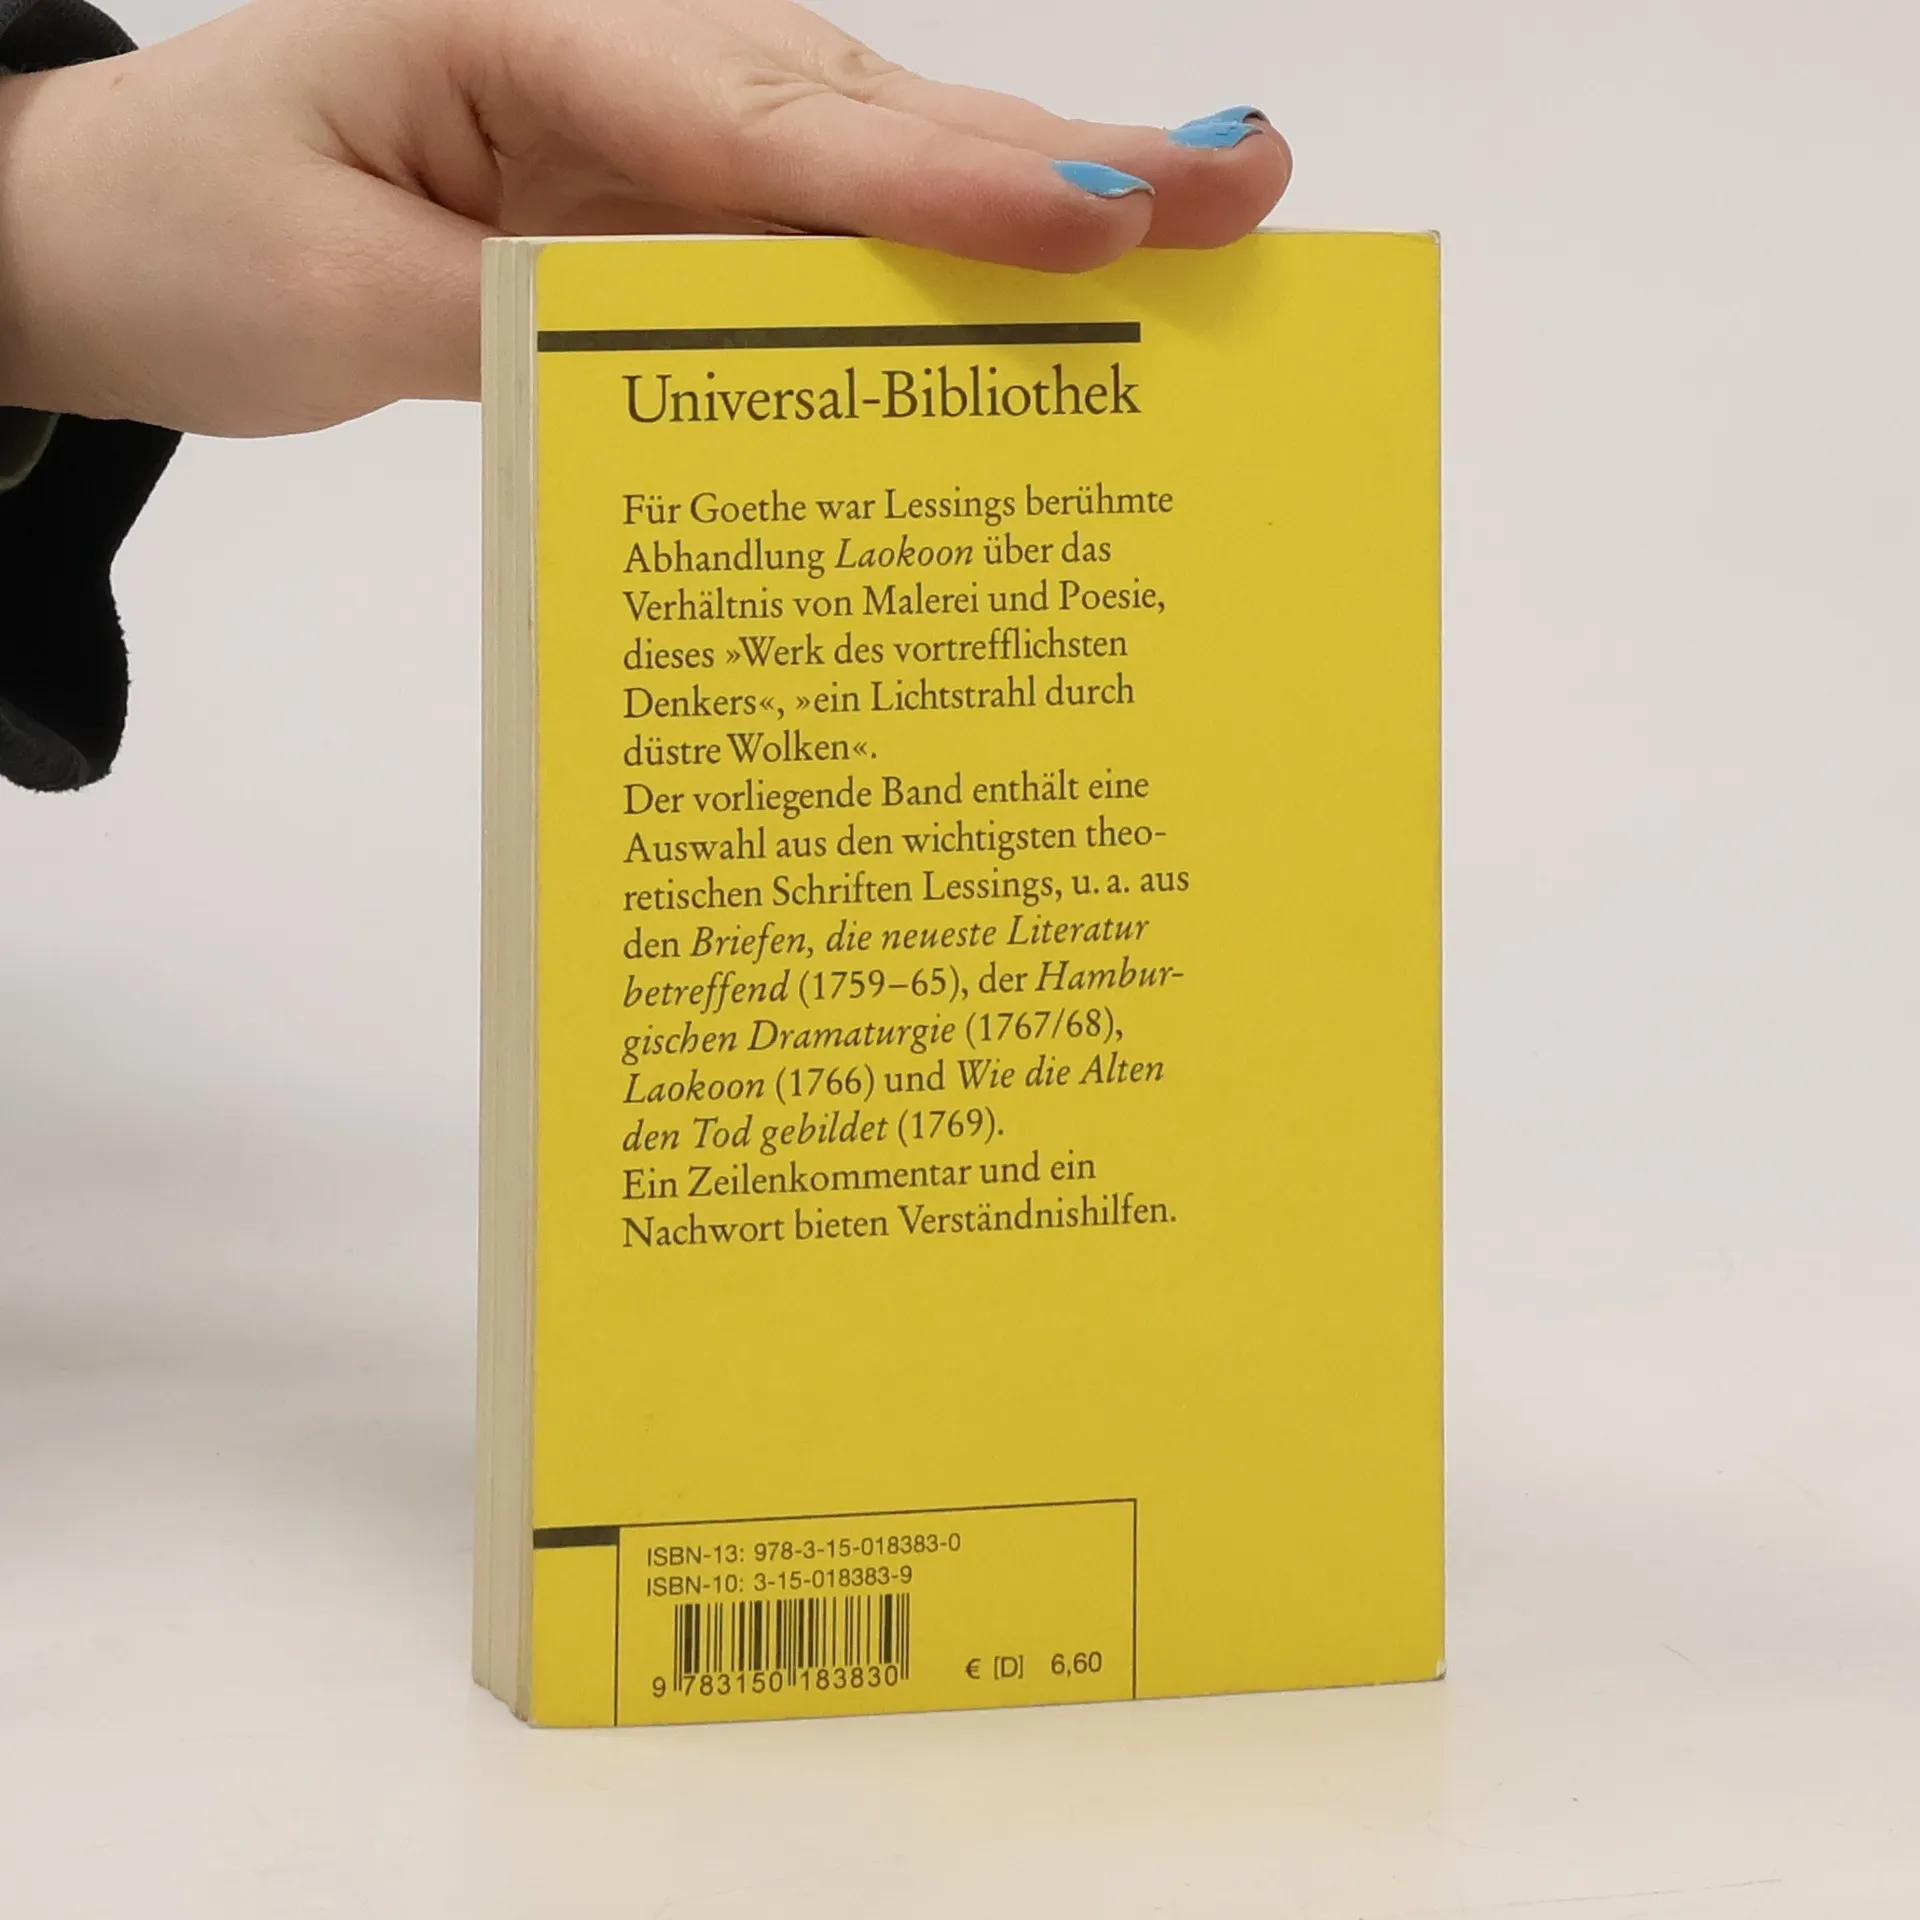 Universal-Bibliothek
Für Goethe war Lessings berühmte
Abhandlung Laokoon über das
Verhältnis von Malerei und Poesie,
dieses »Werk des vortrefflichsten
Denkers«, »ein Lichtstrahl durch
düstre Wolken«.
Der vorliegende Band enthält eine
Auswahl aus den wichtigsten theo-
retischen Schriften Lessings, u. a. aus
den Briefen, die neueste Literatur
betreffend (1759–65), der Hambur-
gischen Dramaturgie (1767/68),
Laokoon (1766) und Wie die Alten
den Tod gebildet (1769).
Ein Zeilenkommentar und ein
Nachwort bieten Verständnishilfen.
ISBN-13: 978-3-15-018383-0
ISBN-10: 3-15-018383-9
9 783150 183830
€ [D] 6,60